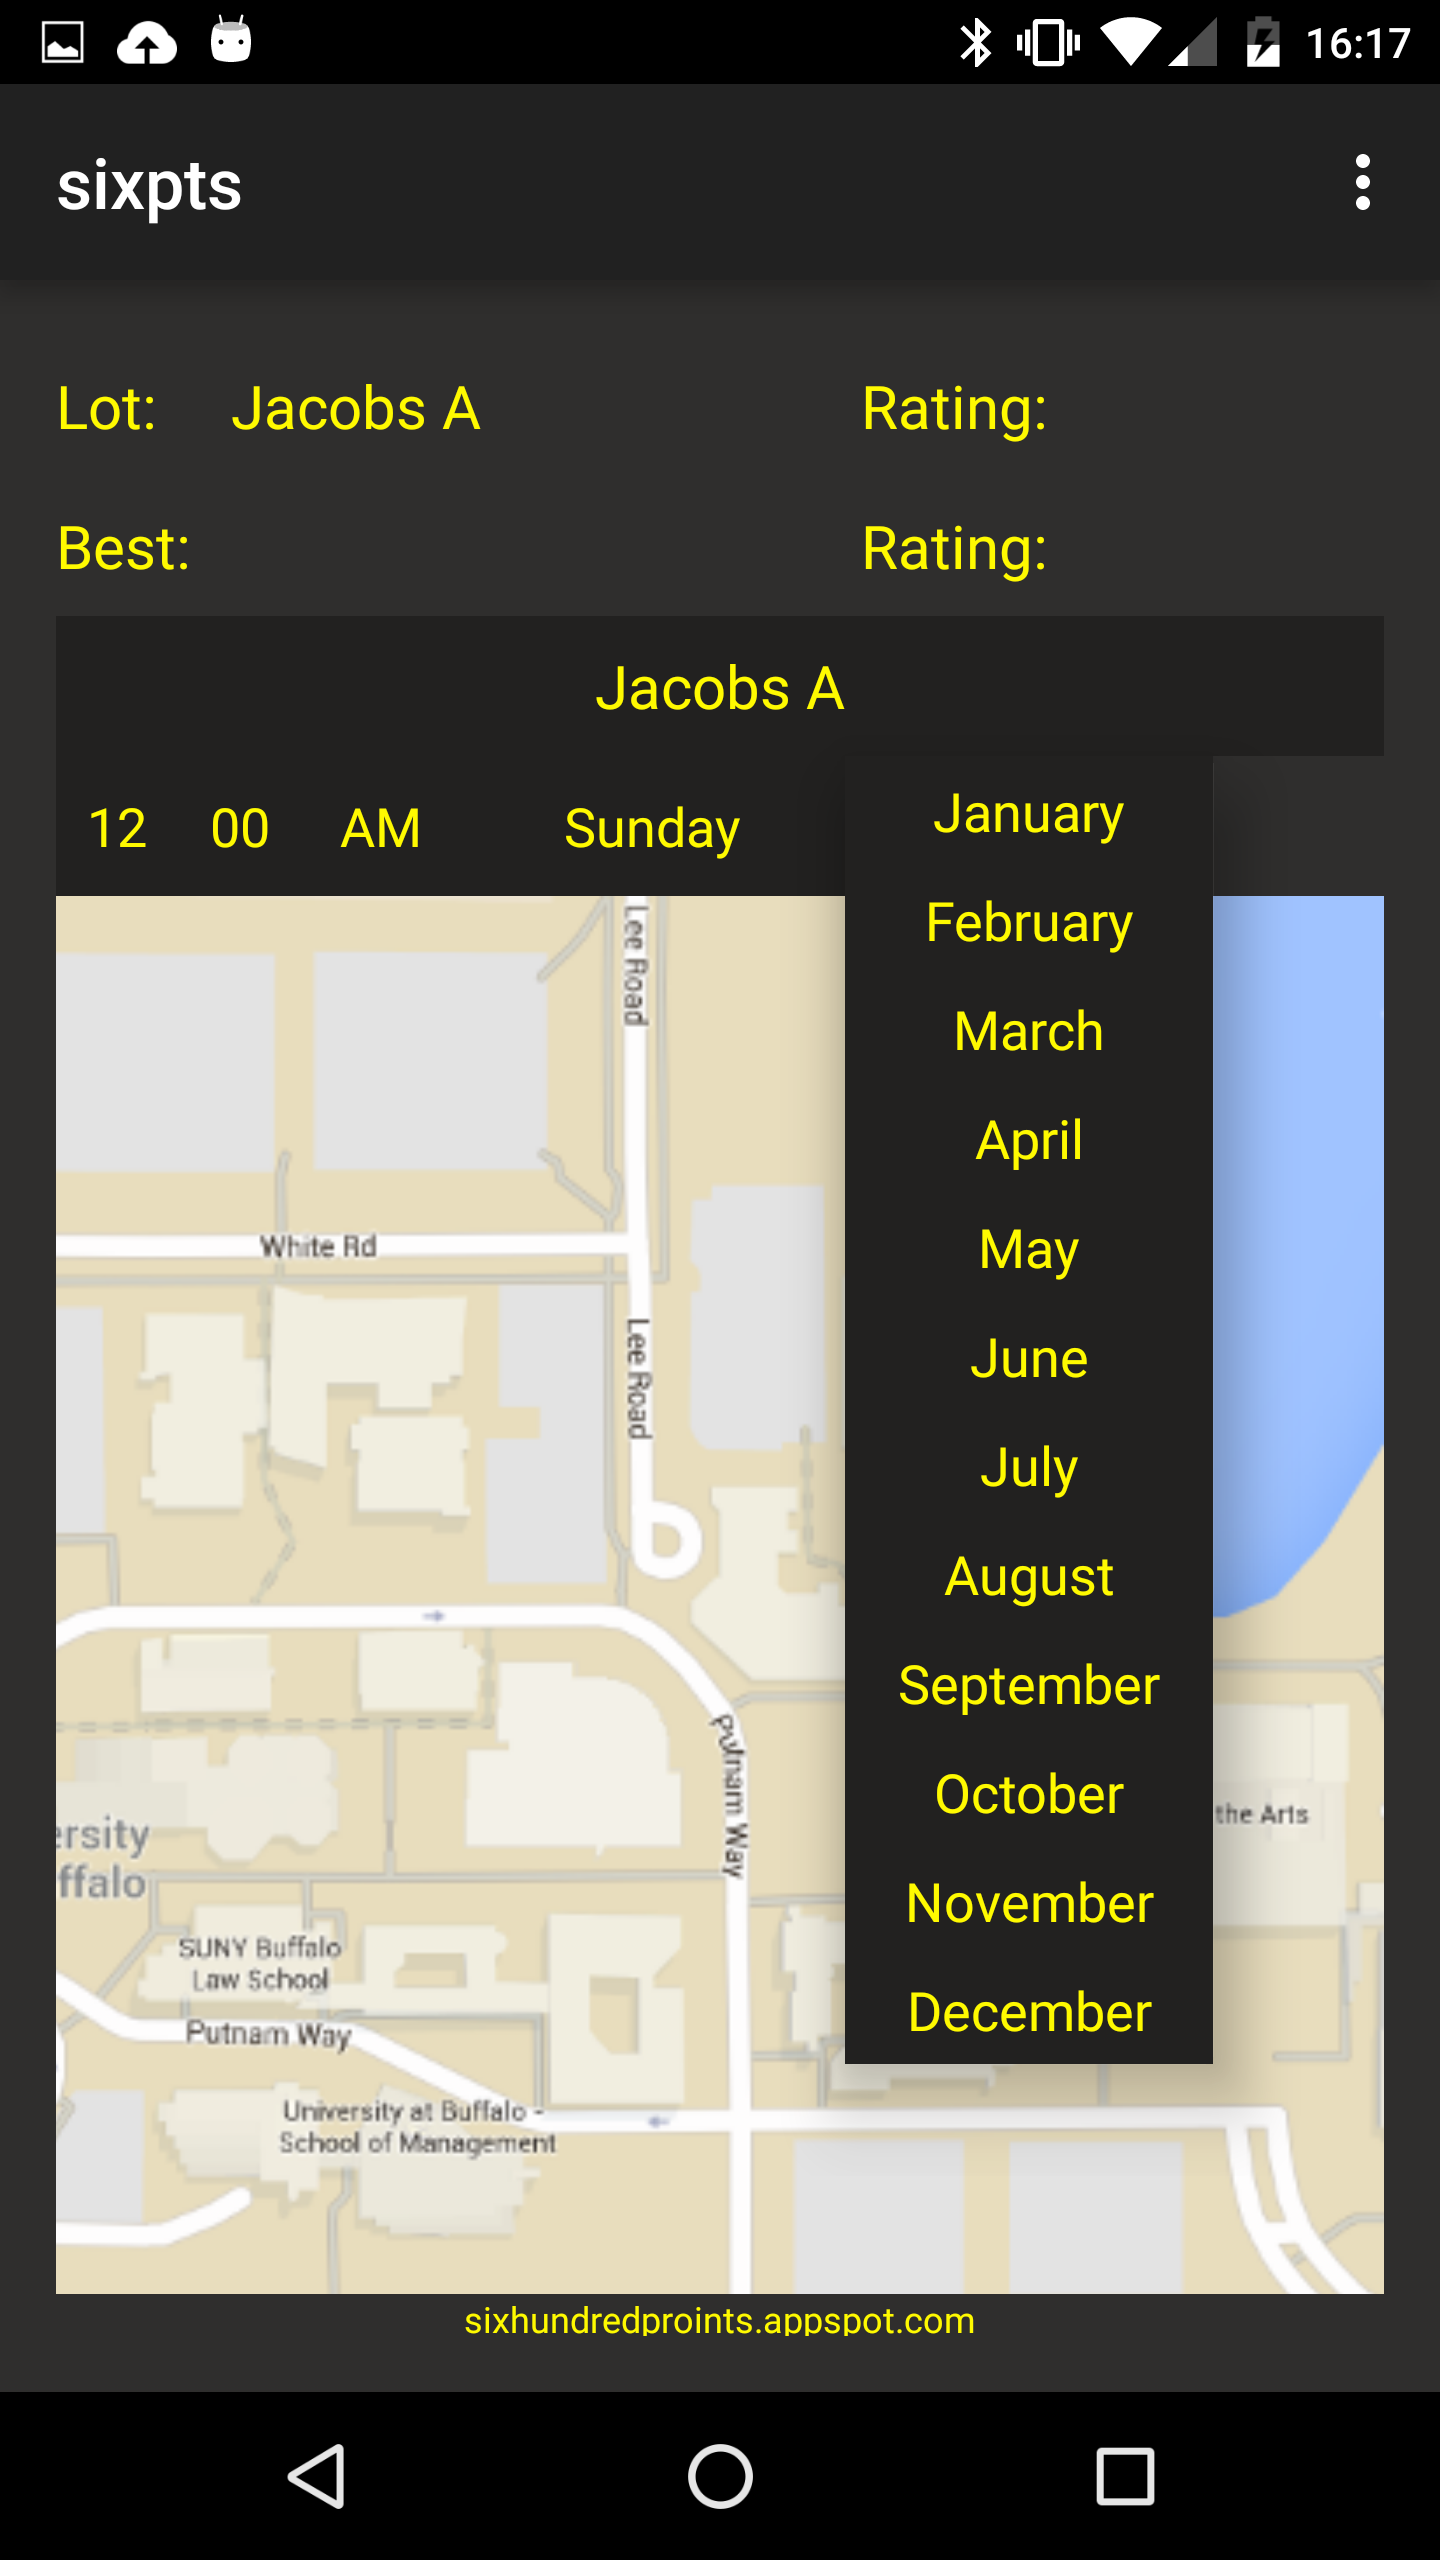 16:17
sixpts
Lot: Jacobs A Rating:
Best: Rating:
Jacobs A
12 00 AM Sunday
January
February
March
April
May
June
July
August
September
October
November
December
Lee Road
White Rd
Lee Road
Putnam Way
the Arts
ersity
ffalo
SUNY Buffalo
Law School
Putnam Way
University at Buffalo -
School of Management
sixhundredproints.appspot.com